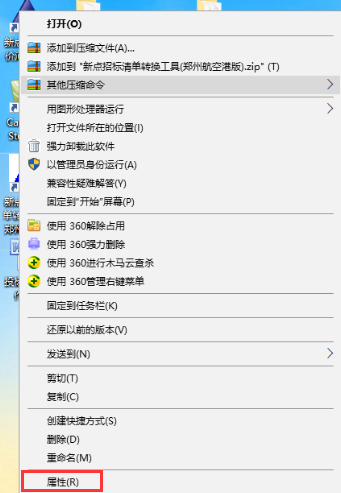 打开(O)
添加到压缩文件(A)...
添加到 "新点招标清单转换工具(郑州航空港版).zip" (T)
其他压缩命令
用图形处理器运行
打开文件所在的位置(I)
强力卸载此软件
以管理员身份运行(A)
兼容性疑难解答(Y)
固定到"开始"屏幕(P)
使用 360解除占用
使用 360强力删除
使用 360进行木马云查杀
使用 360管理右键菜单
固定到任务栏(K)
还原以前的版本(V)
发送到(N)
剪切(T)
复制(C)
创建快捷方式(S)
删除(D)
重命名(M)
属性(R)